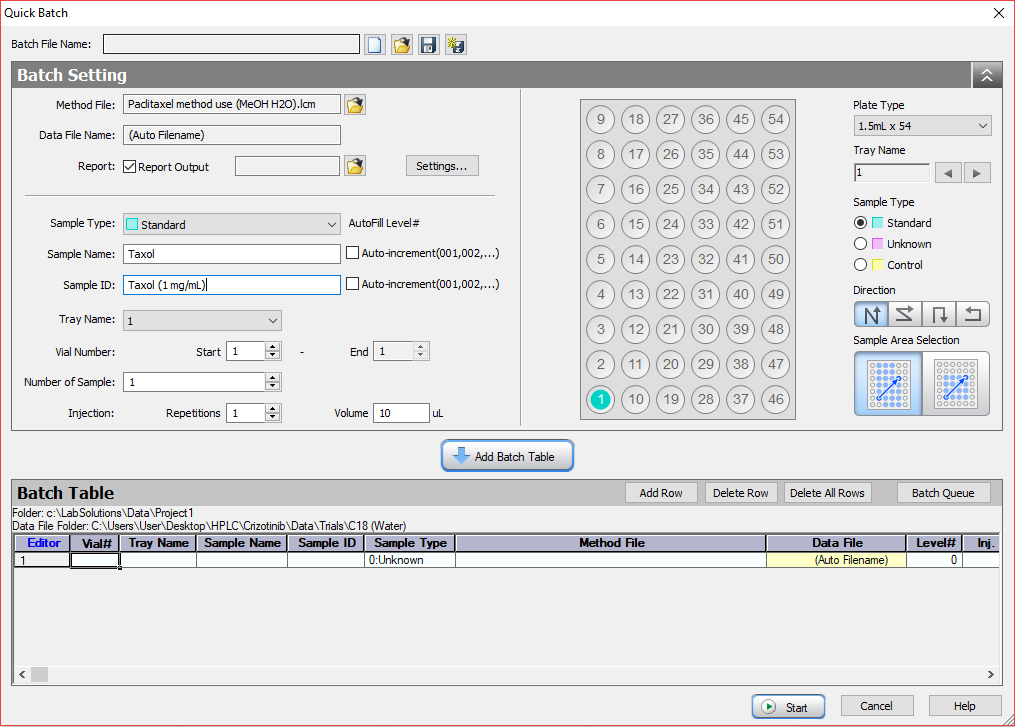 Quick Batch
Batch File Name:
Batch Setting
Method File: Paclitaxel method use (MeOH H2O).lcm
Data File Name: (Auto Filename)
Report: Report Output Settings...
Sample Type: Standard AutoFill Level#
Sample Name: Taxol Auto-increment(001,002,...)
Sample ID: Taxol (1 mg/mL) Auto-increment(001,002,...)
Tray Name: 1
Vial Number: Start 1 - End 1
Number of Sample: 1
Injection: Repetitions 1 Volume 10 uL
9 18 27 36 45 54
8 17 26 35 44 53
7 16 25 34 43 52
6 15 24 33 42 51
5 14 23 32 41 50
4 13 22 31 40 49
3 12 21 30 39 48
2 11 20 29 38 47
1 10 19 28 37 46
Plate Type
1.5mL x 54
Tray Name
1
Sample Type
Standard
Unknown
Control
Direction
Sample Area Selection
Add Batch Table
Batch Table Add Row Delete Row Delete All Rows Batch Queue
Folder: c:\LabSolutions\Data\Project1
Data File Folder: C:\Users\User\Desktop\HPLC\Crizotinib\Data\Trials\C18 (Water)
Editor Vial# Tray Name Sample Name Sample ID Sample Type Method File Data File Level# Inj.
1 0:Unknown (Auto Filename) 0
Start Cancel Help